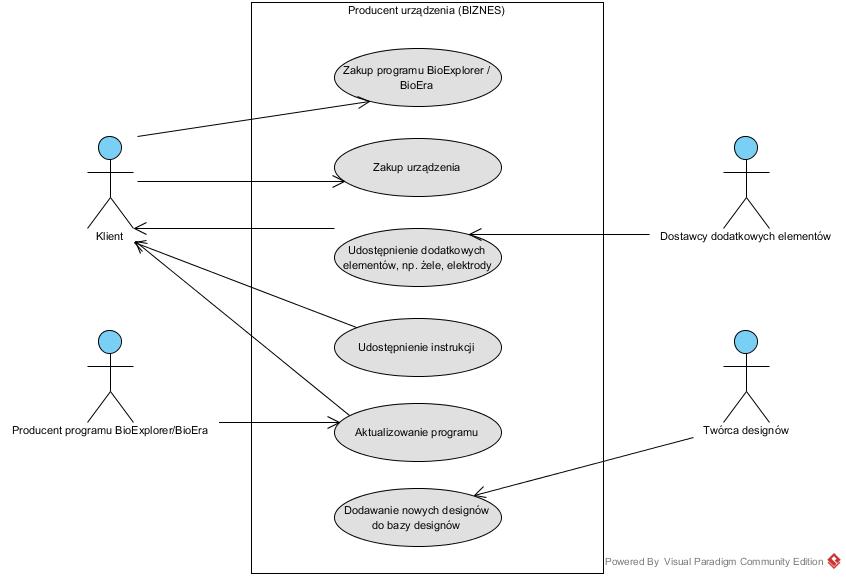 Producent urządzenia (BIZNES)
Zakup programu BioExplorer /
BioEra
Zakup urządzenia
Klient
Dostawcy dodatkowych elementów
Udostępnienie dodatkowych
elementów, np. żele, elektrody
Udostępnienie instrukcji
Producent programu BioExplorer/BioEra
Aktualizowanie programu
Twórca designów
Dodawanie nowych designów
do bazy designów
Powered By Visual Paradigm Community Edition